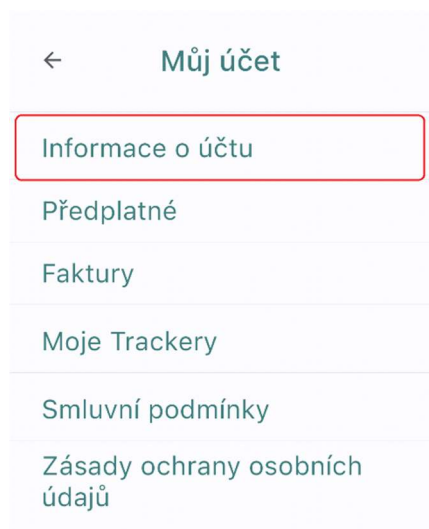 Můj účet
Informace o účtu
Předplatné
Faktury
Moje Trackery
Smluvní podmínky
Zásady ochrany osobních
údajů